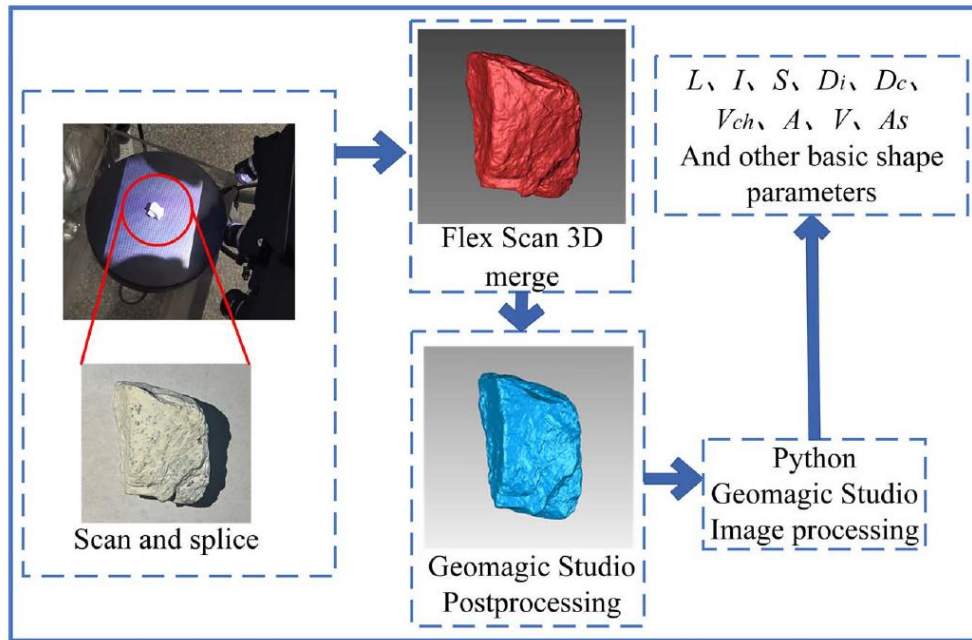 Scan and splice
Flex Scan 3D
merge
Geomagic Studio
Postprocessing
Python
Geomagic Studio
Image processing
L、I、S、Di、Dc、
Vch、A、V、As
And other basic shape
parameters